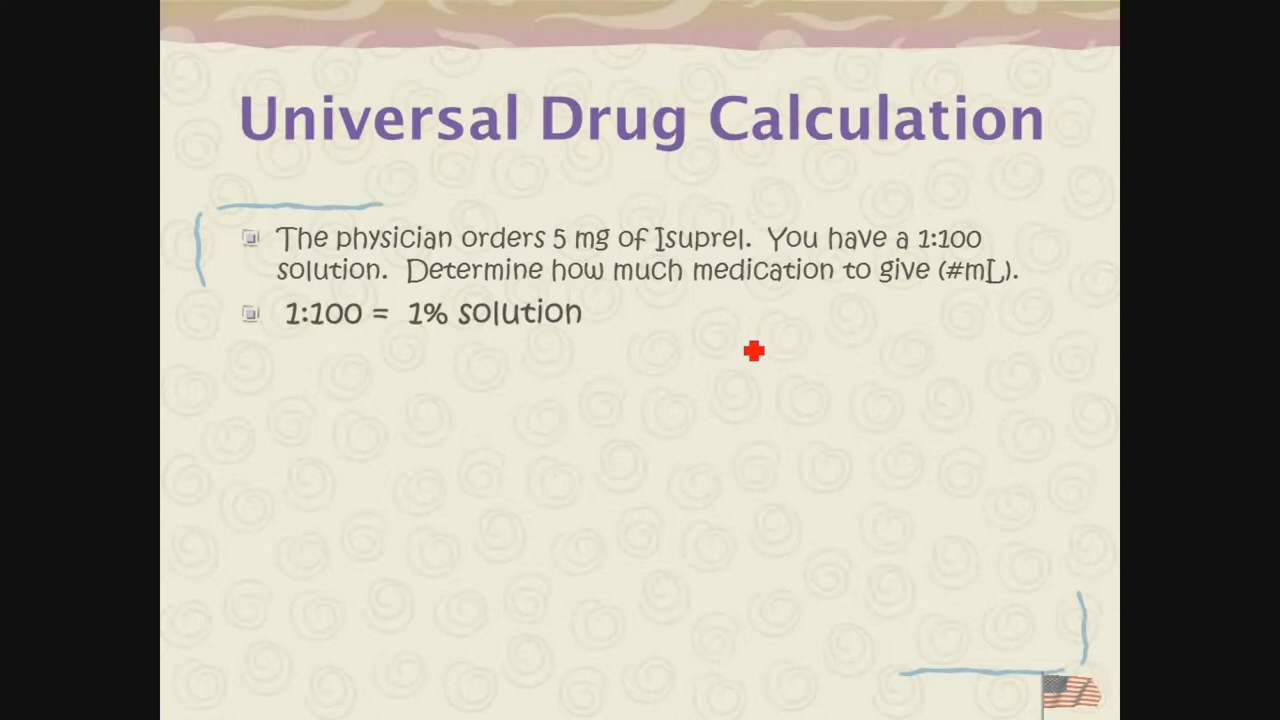 Universal Drug Calculation
The physician orders 5 mg of Isuprel. You have a 1:100
solution. Determine how much medication to give (#mL).
1:100 = 1% solution